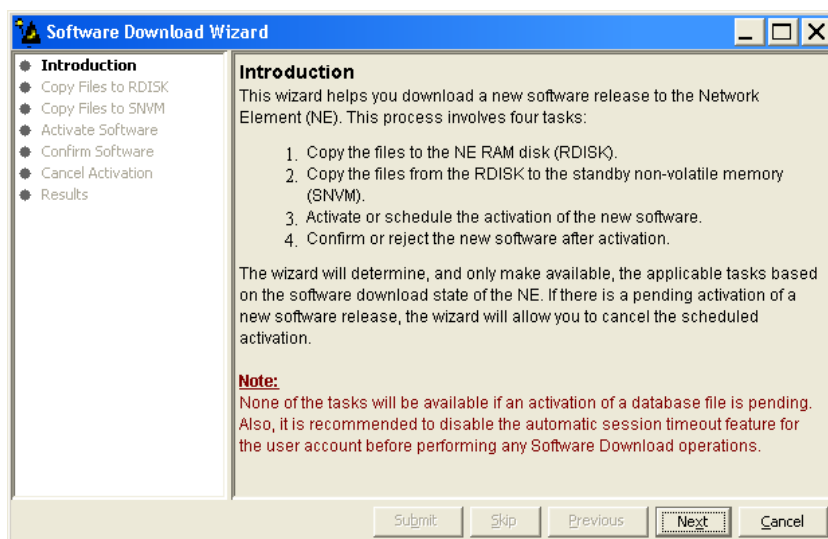 Software Download Wizard
Introduction
Copy Files to RDISK
Copy Files to SNVM
Activate Software
Confirm Software
Cancel Activation
Results
Introduction
This wizard helps you download a new software release to the Network
Element (NE). This process involves four tasks:
1. Copy the files to the NE RAM disk (RDISK).
2. Copy the files from the RDISK to the standby non-volatile memory
(SNVM).
3. Activate or schedule the activation of the new software.
4. Confirm or reject the new software after activation.
The wizard will determine, and only make available, the applicable tasks based
on the software download state of the NE. If there is a pending activation of a
new software release, the wizard will allow you to cancel the scheduled
activation.
Note:
None of the tasks will be available if an activation of a database file is pending.
Also, it is recommended to disable the automatic session timeout feature for
the user account before performing any Software Download operations.
Submit Skip Previous Next Cancel